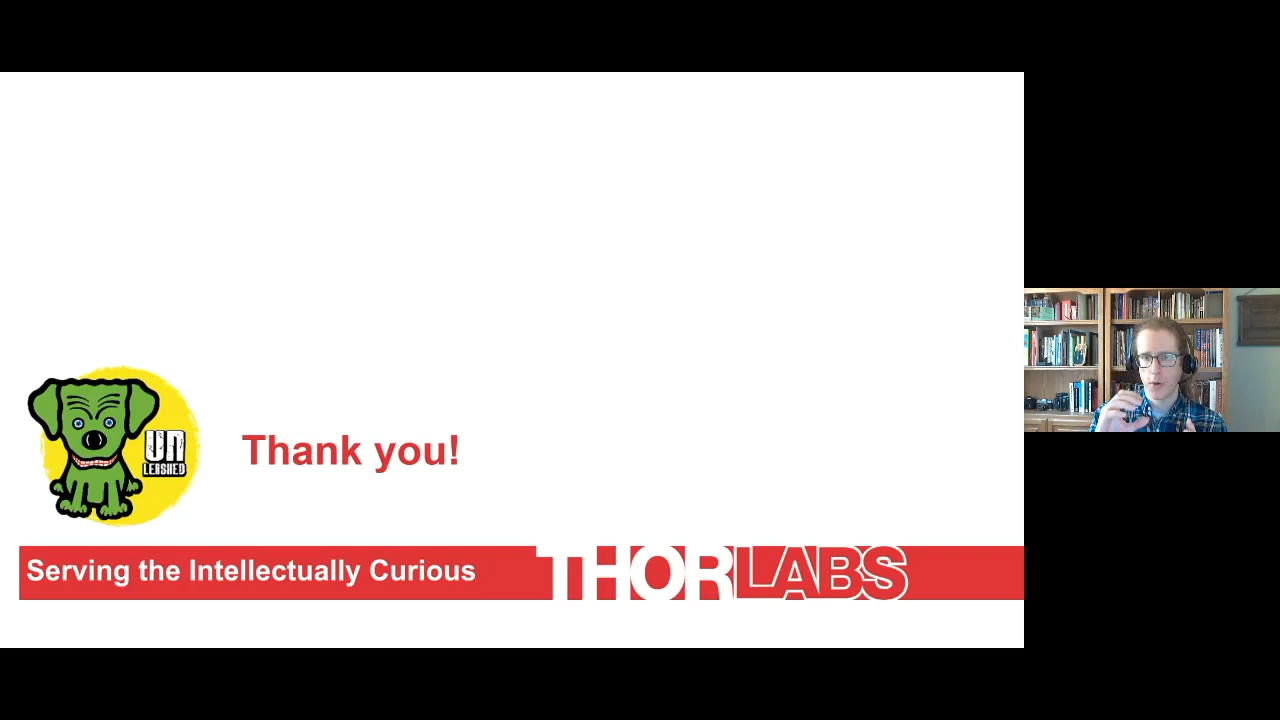 UN
LEASHED
Thank you!
Serving the Intellectually Curious
THORLABS